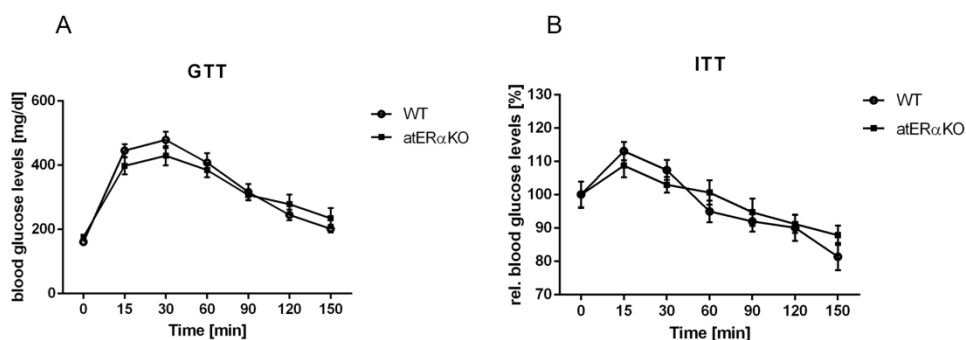 A
GTT
blood glucose levels [mg/dl]
600
400
200
0
0 15 30 60 90 120 150
Time [min]
WT
atERαKO
B
ITT
rel. blood glucose levels [%]
130
120
110
100
90
80
70
0 15 30 60 90 120 150
Time [min]
WT
atERαKO